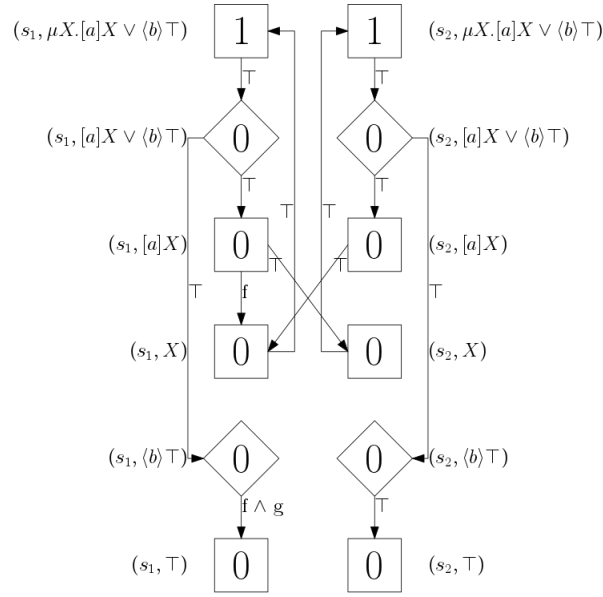 (s₁, μX.[a]X ∨ ⟨b⟩⊤) 1 1 (s₂, μX.[a]X ∨ ⟨b⟩⊤)
⊤ ⊤
(s₁, [a]X ∨ ⟨b⟩⊤) 0 0 (s₂, [a]X ∨ ⟨b⟩⊤)
⊤ ⊤
⊤ ⊤
(s₁, [a]X) 0 0 (s₂, [a]X)
⊤ ⊤
⊤ f ⊤
(s₁, X) 0 0 (s₂, X)
(s₁, ⟨b⟩⊤) 0 0 (s₂, ⟨b⟩⊤)
f ∧ g ⊤
(s₁, ⊤) 0 0 (s₂, ⊤)